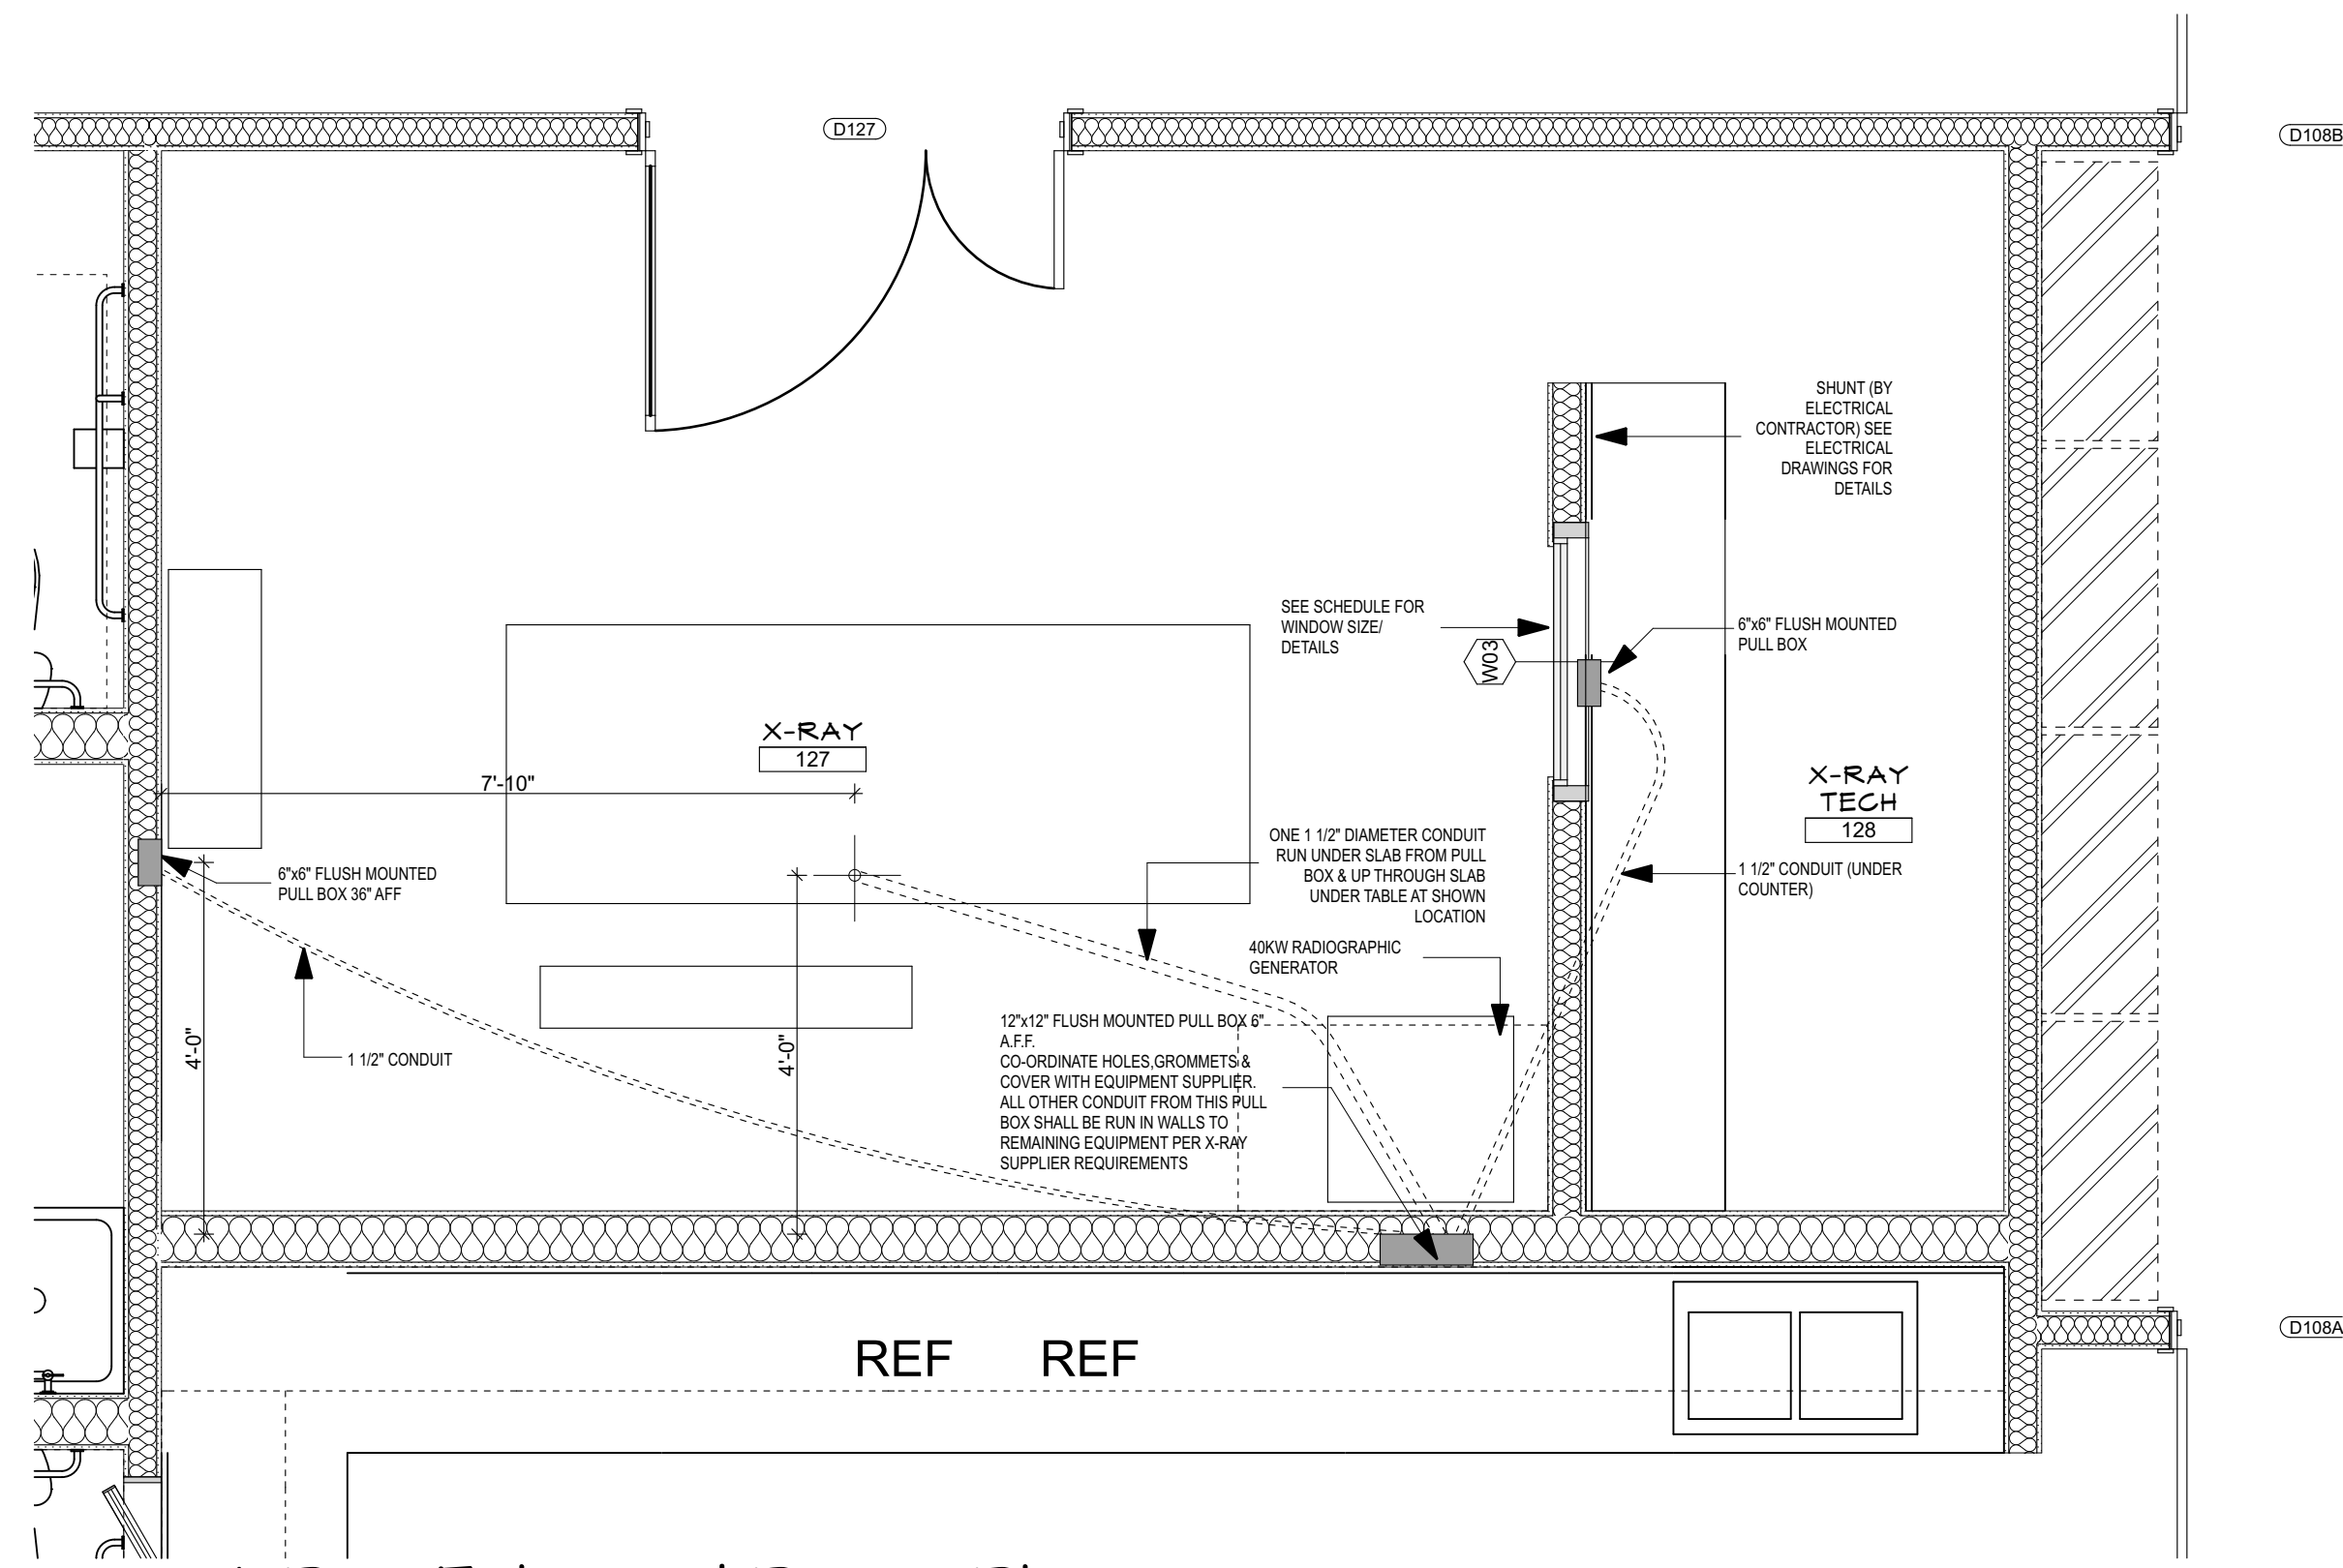 D127
D108B
SHUNT (BY
ELECTRICAL
CONTRACTOR) SEE
ELECTRICAL
DRAWINGS FOR
DETAILS
SEE SCHEDULE FOR
WINDOW SIZE/
DETAILS
W03
6"x6" FLUSH MOUNTED
PULL BOX
X-RAY
127
7'-10"
X-RAY
TECH
128
6"x6" FLUSH MOUNTED
PULL BOX 36" AFF
ONE 1 1/2" DIAMETER CONDUIT
RUN UNDER SLAB FROM PULL
BOX & UP THROUGH SLAB
UNDER TABLE AT SHOWN
LOCATION
1 1/2" CONDUIT (UNDER
COUNTER)
40KW RADIOGRAPHIC
GENERATOR
4'-0"
1 1/2" CONDUIT
4'-0"
12"x12" FLUSH MOUNTED PULL BOX 6"
A.F.F.
CO-ORDINATE HOLES,GROMMETS &
COVER WITH EQUIPMENT SUPPLIER.
ALL OTHER CONDUIT FROM THIS PULL
BOX SHALL BE RUN IN WALLS TO
REMAINING EQUIPMENT PER X-RAY
SUPPLIER REQUIREMENTS
D108A
REF REF